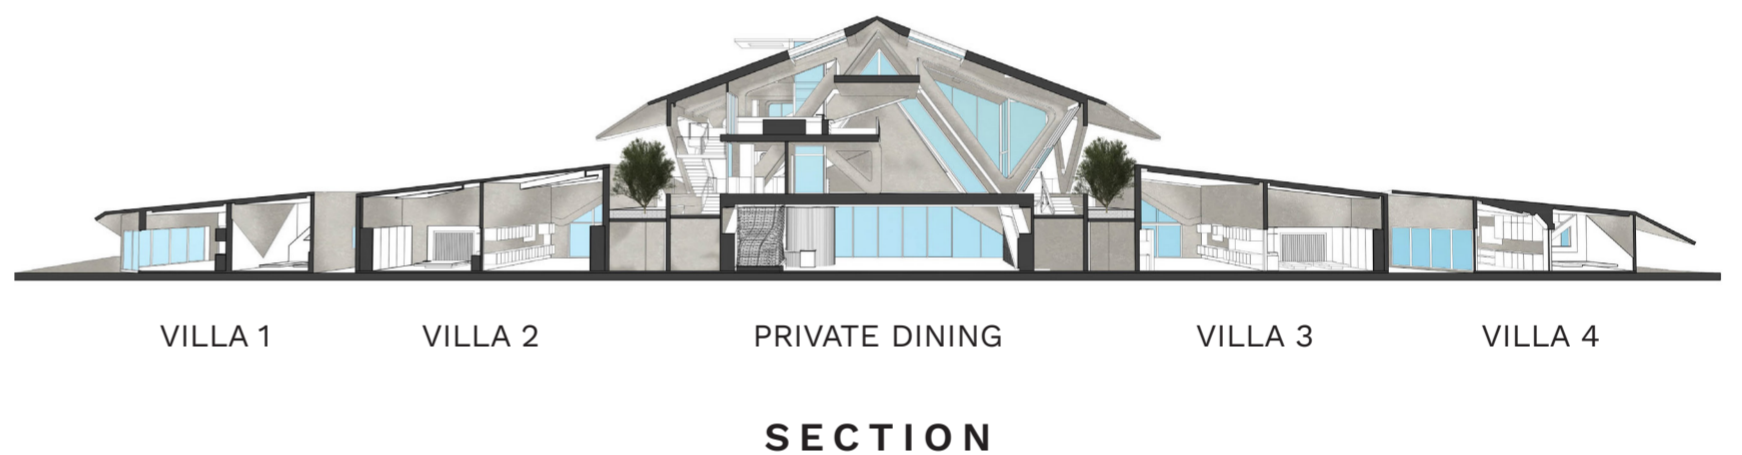 VILLA 1
VILLA 2
PRIVATE DINING
VILLA 3
VILLA 4
SECTION